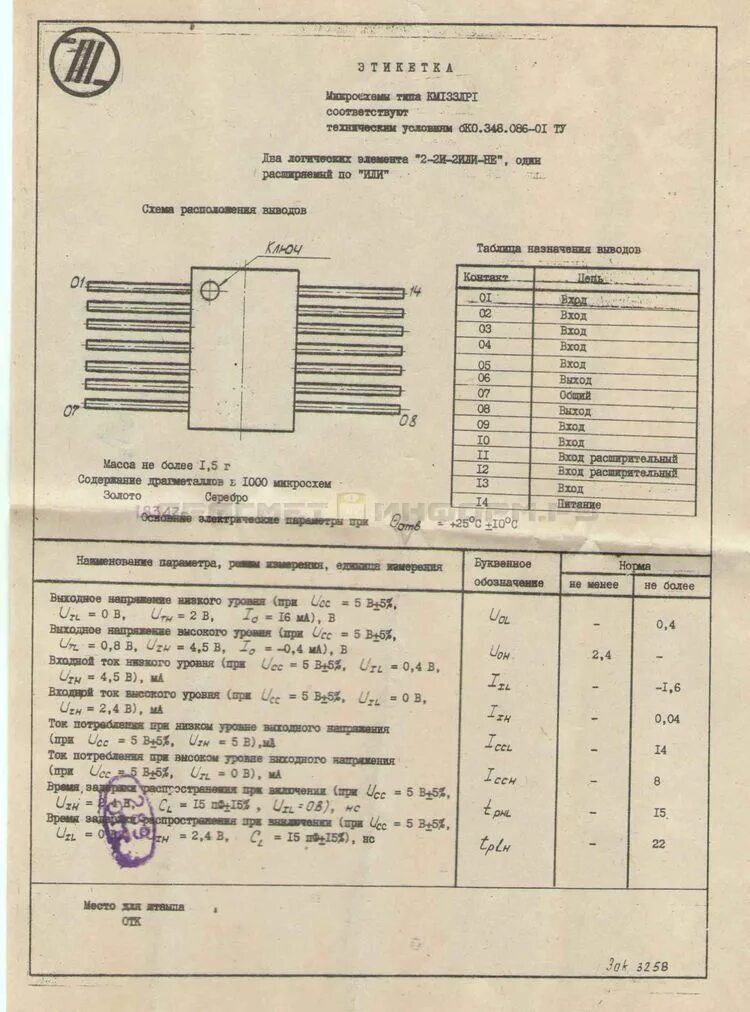 ЭТИКЕТКА
Микросхемы типа КМ133ЛР1
соответствуют
техническим условиям бК0.348.086-01 ТУ
Два логических элемента "2-2И-2ИЛИ-НЕ", один
расширяемый по "ИЛИ"
Схема расположения выводов
Ключ
01
14
07
08
Таблица назначения выводов
Контакт Цепь
01 Вход
02 Вход
03 Вход
04 Вход
05 Вход
06 Выход
07 Общий
08 Выход
09 Вход
10 Вход
11 Вход расширительный
12 Вход расширительный
13 Вход
14 Питание
Масса не более 1,5 г
Содержание драгметаллов в 1000 микросхем
Золото Серебро
Основные электрические параметры при Θотв = +25°С ±10°С
Наименование параметра, режим измерения, единица измерения Буквенное обозначение Норма
не менее не более
Выходное напряжение низкого уровня (при UCC = 5 В±5%,
UIL = 0 В, UIH = 2 В, IO = 16 мА), В UOL – 0,4
Выходное напряжение высокого уровня (при UCC = 5 В±5%,
UIL = 0,8 В, UIH = 4,5 В, IO = -0,4 мА), В UOH 2,4 –
Входной ток низкого уровня (при UCC = 5 В±5%, UIL = 0,4 В,
UIH = 4,5 В), мА IIL – -1,6
Входной ток высокого уровня (при UCC = 5 В±5%, UIL = 0 В,
UIH = 2,4 В), мА IIH – 0,04
Ток потребления при низком уровне выходного напряжения
(при UCC = 5 В±5%, UIH = 5 В),мА ICCL – 14
Ток потребления при высоком уровне выходного напряжения
(при UCC = 5 В±5%, UIL = 0 В), мА ICCH – 8
Время задержки распространения при включении (при UCC = 5 В±5%,
UIH = В, CL = 15 пФ±15%, UIL = 0В), нс tPHL – 15
Время задержки распространения при выключении (при UCC = 5 В±5%,
UIL = 0 В, UIH = 2,4 В, CL = 15 пФ±15%), нс tPLH – 22
Место для штампа
ОТК
Зак 3258